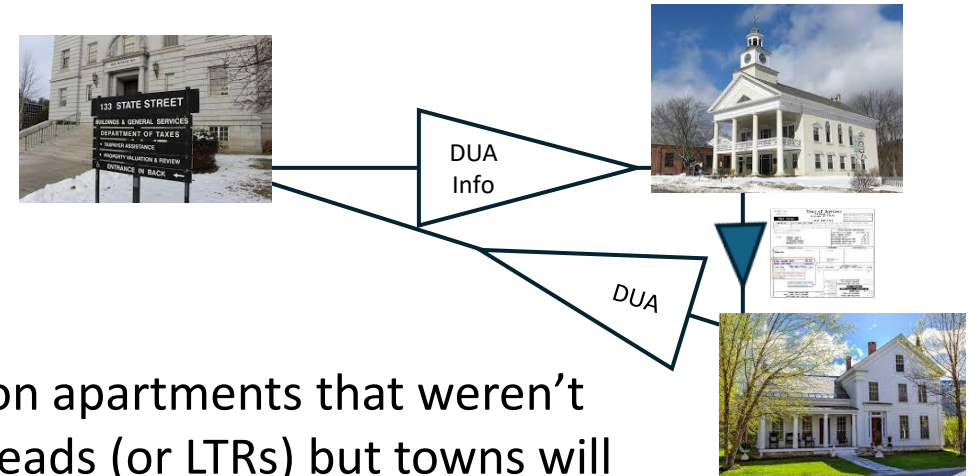 133 STATE STREET
BUILDINGS & GENERAL SERVICES
DEPARTMENT OF TAXES
• TAXPAYER ASSISTANCE
• PROPERTY VALUATION & REVIEW
ENTRANCE IN BACK ←
DUA
Info
DUA
on apartments that weren’t
eads (or LTRs) but towns will